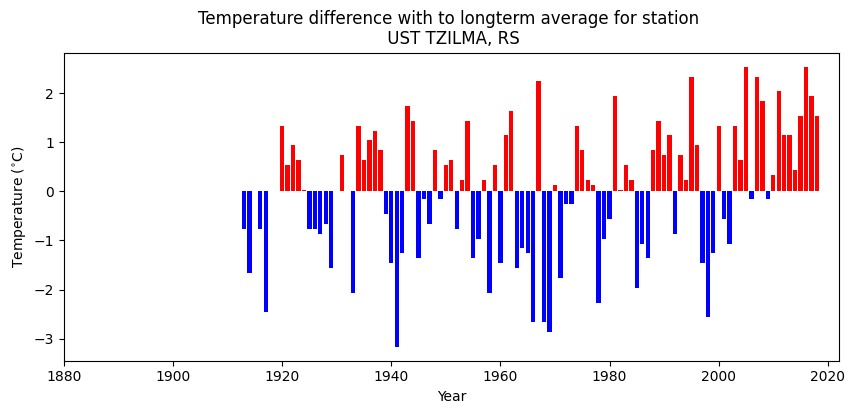 Temperature difference with to longterm average for station
UST TZILMA, RS
Temperature (°C)
2
1
0
−1
−2
−3
1880 1900 1920 1940 1960 1980 2000 2020
Year